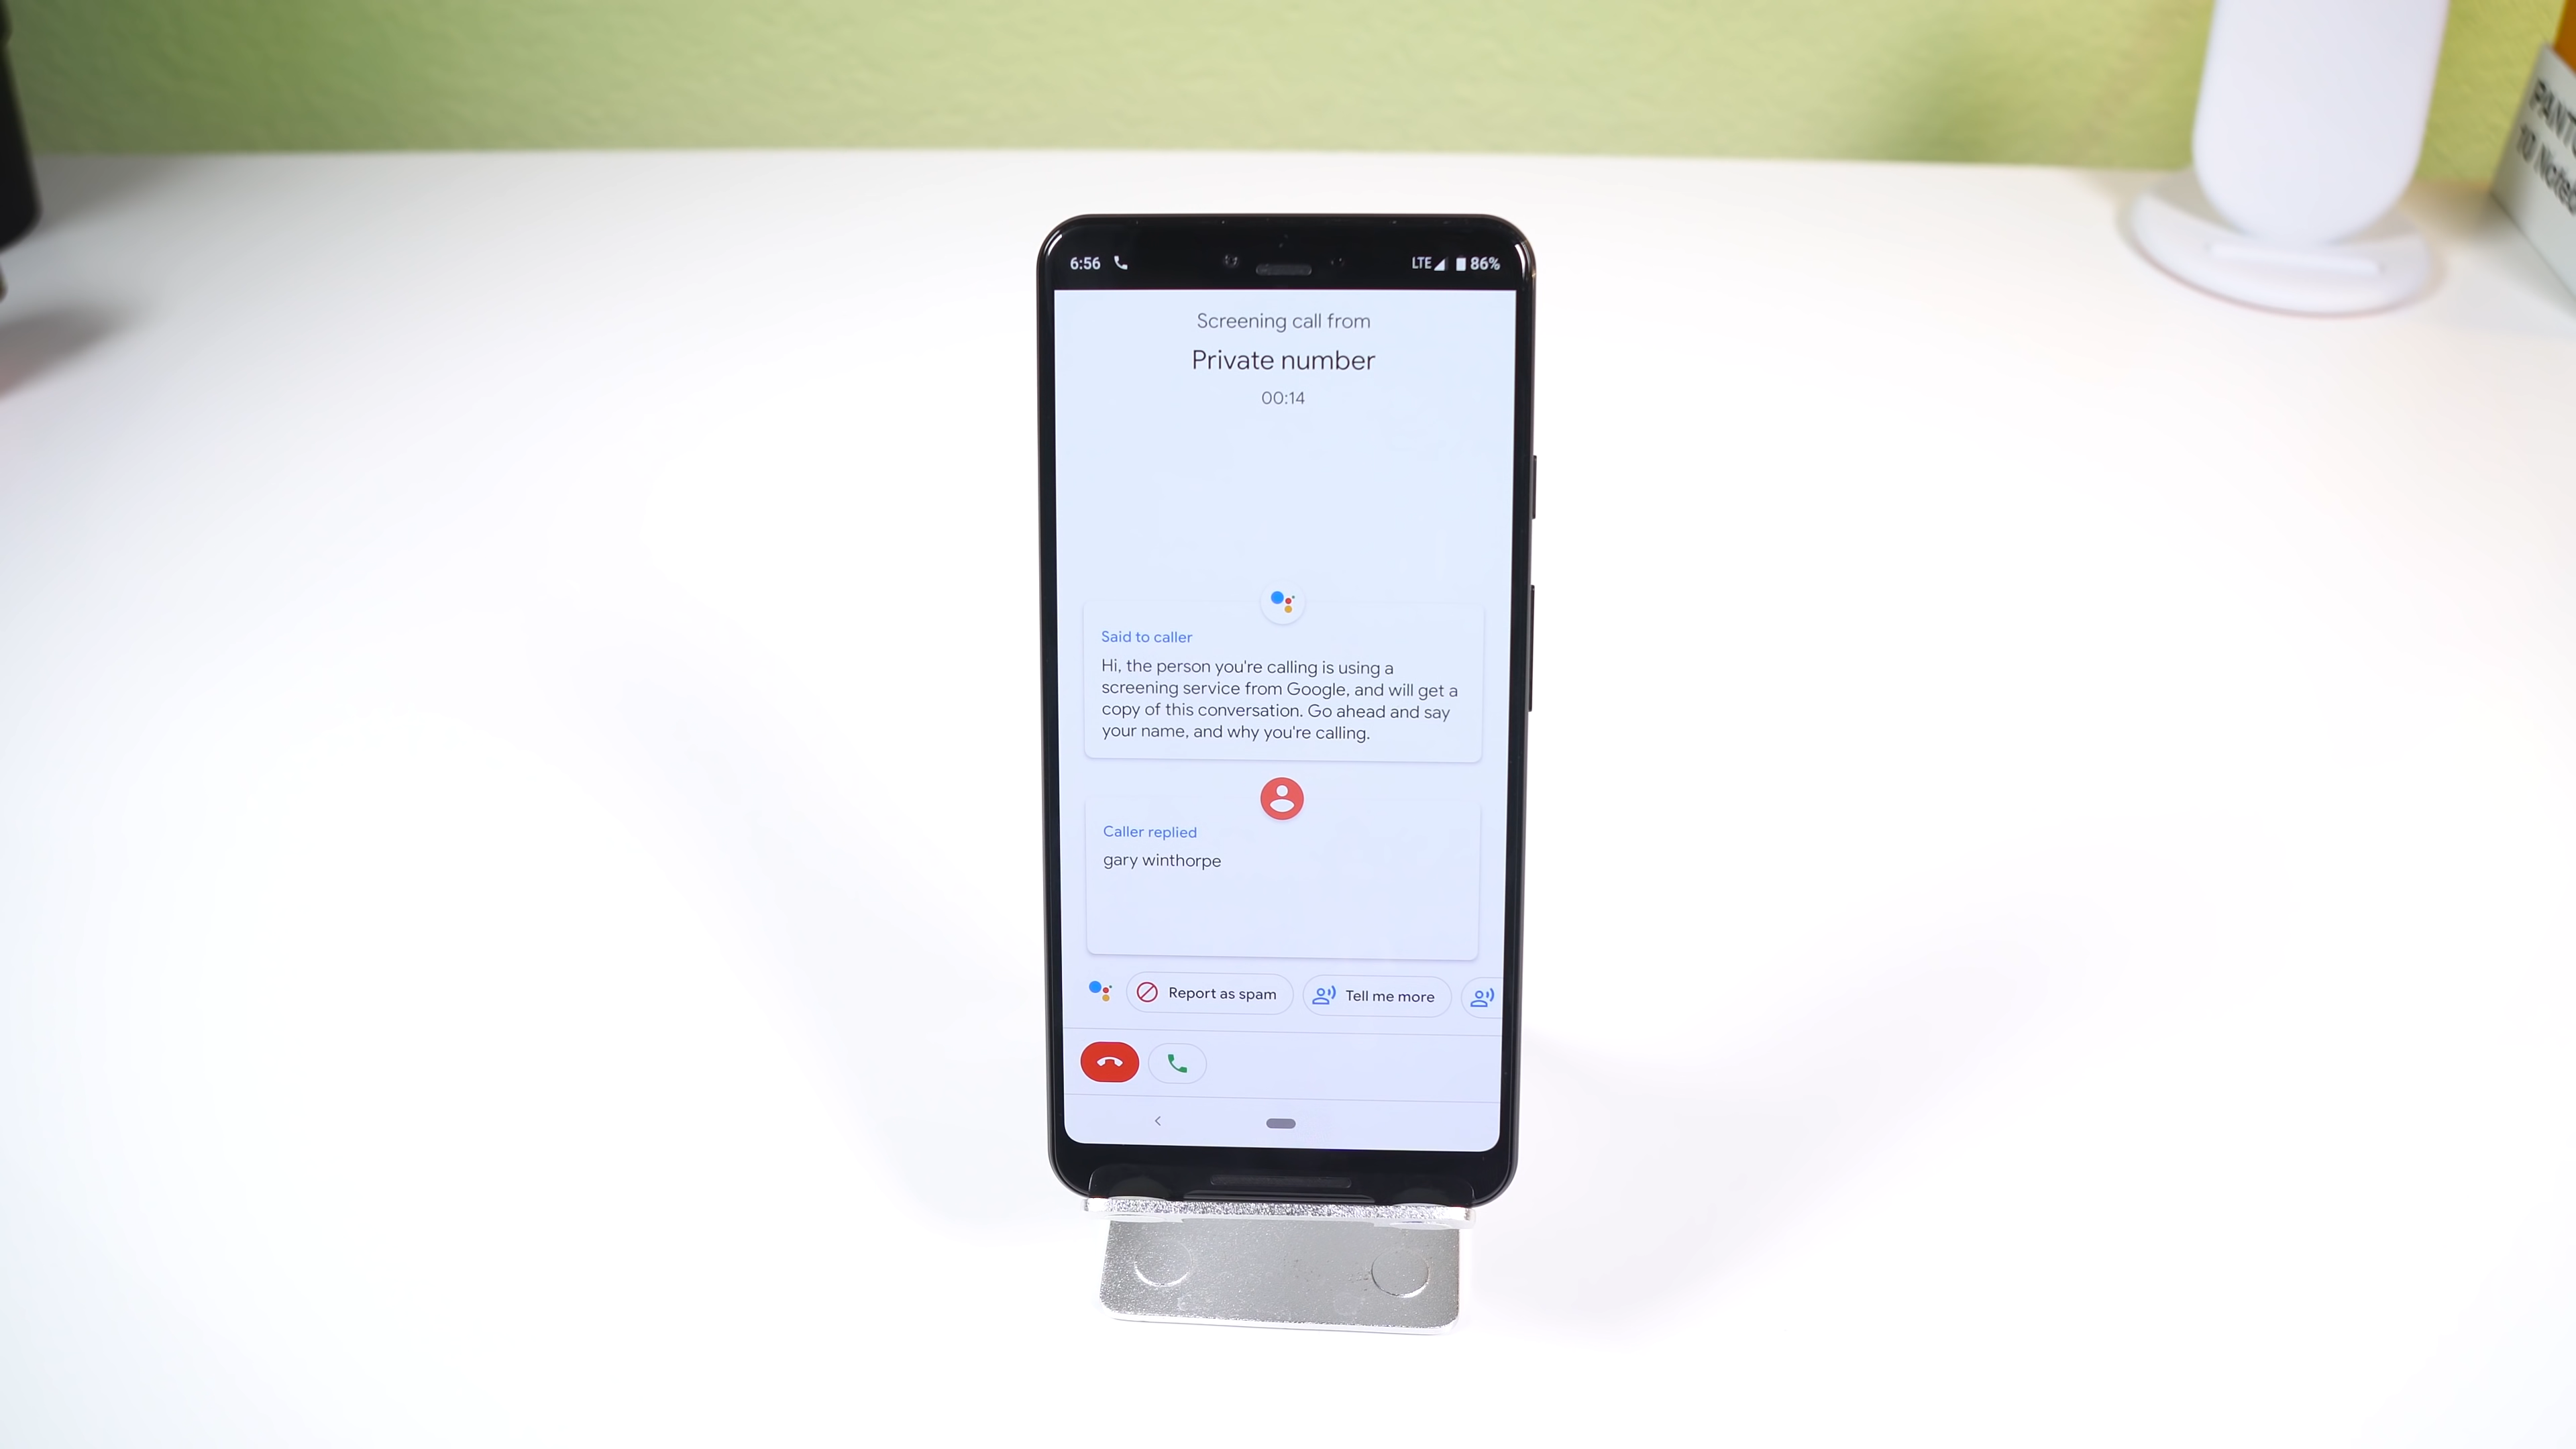 6:56
LTE 86%
Screening call from
Private number
00:14
Said to caller
Hi, the person you're calling is using a
screening service from Google, and will get a
copy of this conversation. Go ahead and say
your name, and why you're calling.
Caller replied
gary winthorpe
Report as spam
Tell me more